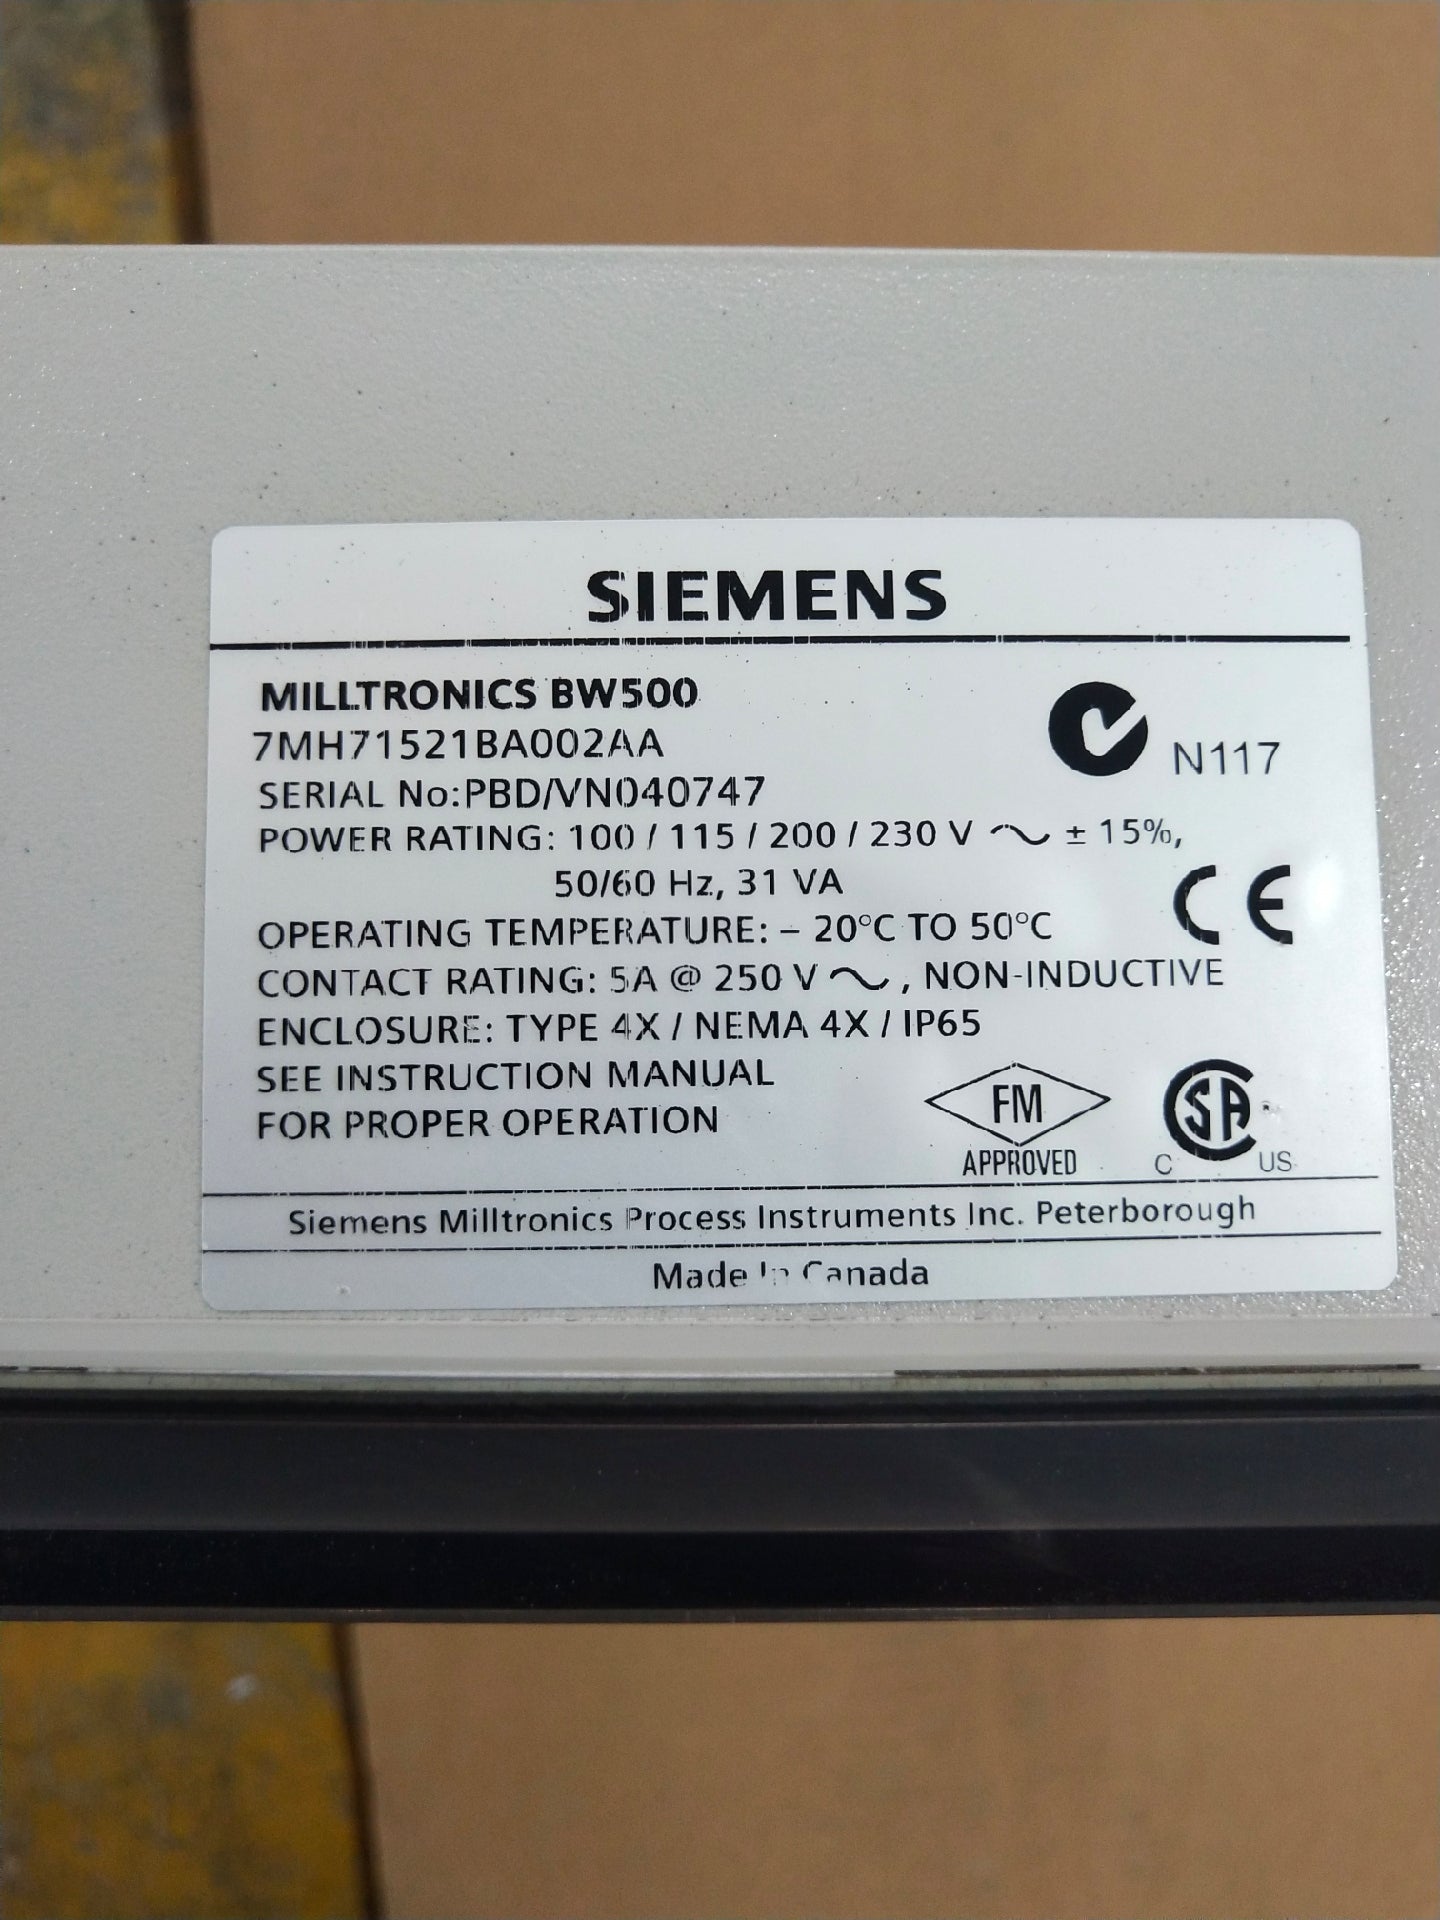 SIEMENS
MILLTRONICS BW500
7MH71521BA002AA
N117
SERIAL No:PBD/VN040747
POWER RATING: 100 / 115 / 200 / 230 V ∼ ± 15%,
50/60 Hz, 31 VA
CE
OPERATING TEMPERATURE: – 20°C TO 50°C
CONTACT RATING: 5A @ 250 V ∼ , NON-INDUCTIVE
ENCLOSURE: TYPE 4X / NEMA 4X / IP65
SEE INSTRUCTION MANUAL
FOR PROPER OPERATION
FM
APPROVED
CSA
C US
Siemens Milltronics Process Instruments Inc. Peterborough
Made In Canada